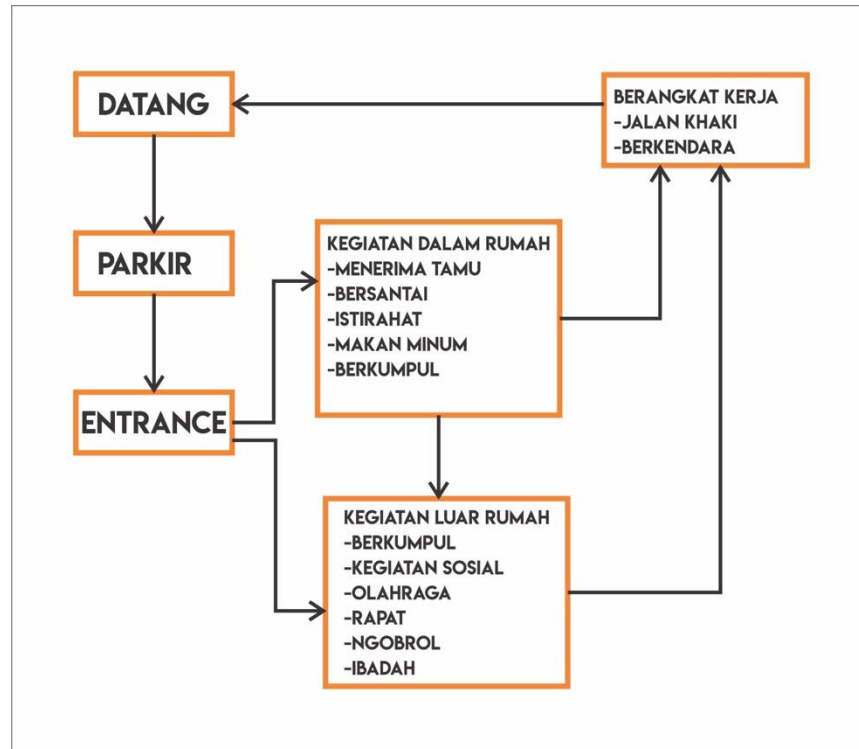 DATANG
BERANGKAT KERJA
-JALAN KHAKI
-BERKENDARA
PARKIR
KEGIATAN DALAM RUMAH
-MENERIMA TAMU
-BERSANTAI
-ISTIRAHAT
-MAKAN MINUM
-BERKUMPUL
ENTRANCE
KEGIATAN LUAR RUMAH
-BERKUMPUL
-KEGIATAN SOSIAL
-OLAHRAGA
-RAPAT
-NGOBROL
-IBADAH